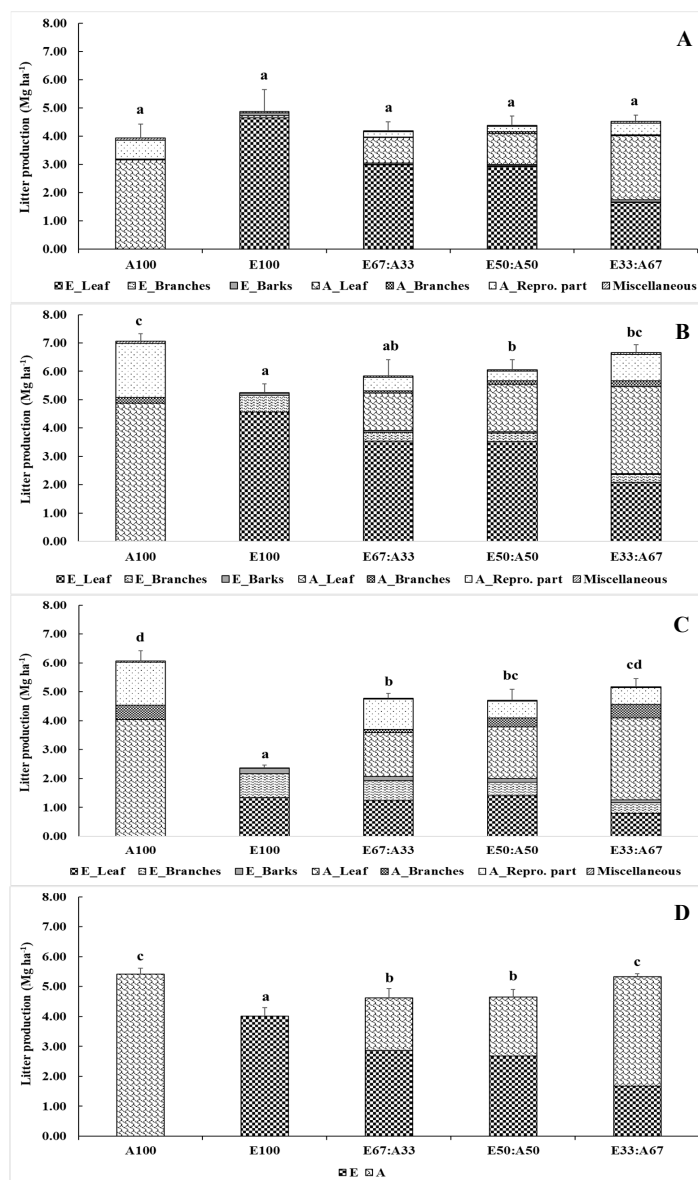 A
Litter production (Mg ha⁻¹)
8.00
7.00
6.00
5.00
4.00
3.00
2.00
1.00
0.00
a a a a a
A100 E100 E67:A33 E50:A50 E33:A67
E_Leaf E_Branches E_Barks A_Leaf A_Branches A_Repro. part Miscellaneous
B
Litter production (Mg ha⁻¹)
8.00
7.00
6.00
5.00
4.00
3.00
2.00
1.00
0.00
c a ab b bc
A100 E100 E67:A33 E50:A50 E33:A67
E_Leaf E_Branches E_Barks A_Leaf A_Branches A_Repro. part Miscellaneous
C
Litter production (Mg ha⁻¹)
8.00
7.00
6.00
5.00
4.00
3.00
2.00
1.00
0.00
d a b bc cd
A100 E100 E67:A33 E50:A50 E33:A67
E_Leaf E_Branches E_Barks A_Leaf A_Branches A_Repro. part Miscellaneous
D
Litter production (Mg ha⁻¹)
8.00
7.00
6.00
5.00
4.00
3.00
2.00
1.00
0.00
c a b b c
A100 E100 E67:A33 E50:A50 E33:A67
E A